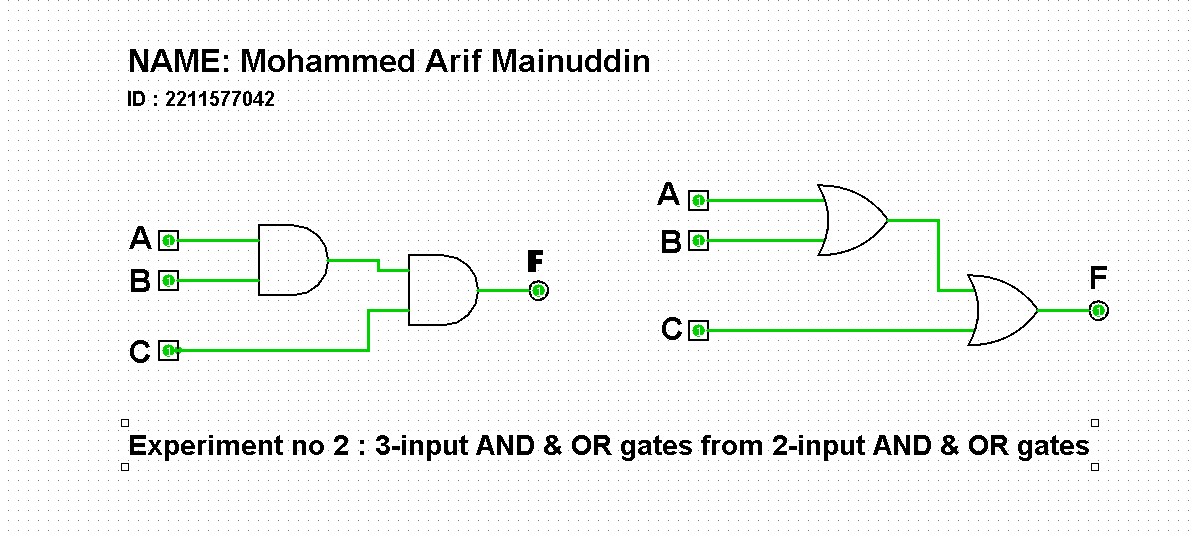 NAME: Mohammed Arif Mainuddin
ID : 2211577042
A 1
B 1
C 1
F
1
A 1
B 1
C 1
F
1
Experiment no 2 : 3-input AND & OR gates from 2-input AND & OR gates